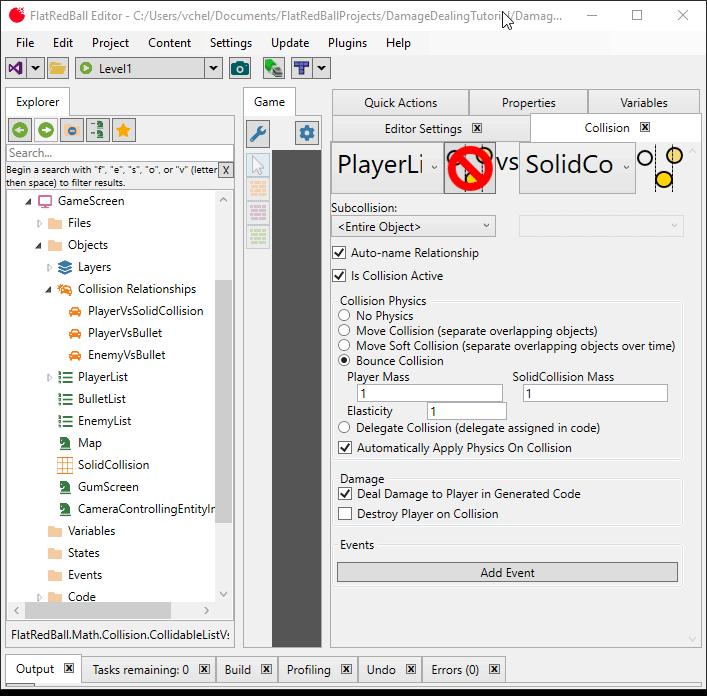 FlatRedBall Editor - C:/Users/vchel/Documents/FlatRedBallProjects/DamageDealingTutorial/Damag...
File Edit Project Content Settings Update Plugins Help
Level1
Explorer
Game
Quick Actions Properties Variables
Editor Settings Collision
Search...
Begin a search with "f", "e", "s", "o", or "v" (letter
then space) to filter results.
X
GameScreen
Files
Objects
Layers
Collision Relationships
PlayerVsSolidCollision
PlayerVsBullet
EnemyVsBullet
PlayerList
BulletList
EnemyList
Map
SolidCollision
GumScreen
CameraControllingEntityIn
Variables
States
Events
Code
FlatRedBall.Math.Collision.CollidableListVs
PlayerLi vs SolidCo
Subcollision:
<Entire Object>
Auto-name Relationship
Is Collision Active
Collision Physics
No Physics
Move Collision (separate overlapping objects)
Move Soft Collision (separate overlapping objects over time)
Bounce Collision
Player Mass SolidCollision Mass
1 1
Elasticity 1
Delegate Collision (delegate assigned in code)
Automatically Apply Physics On Collision
Damage
Deal Damage to Player in Generated Code
Destroy Player on Collision
Events
Add Event
Output Tasks remaining: 0 Build Profiling Undo Errors (0)